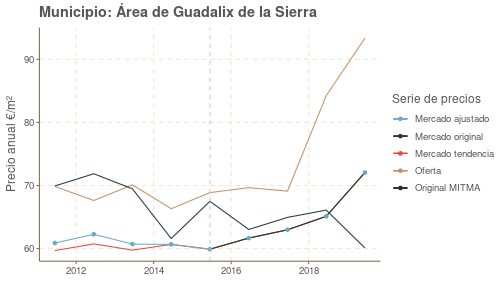 Municipio: Área de Guadalix de la Sierra
Precio anual €/m²
90
80
70
60
2012
2014
2016
2018
Serie de precios
Mercado ajustado
Mercado original
Mercado tendencia
Oferta
Original MITMA